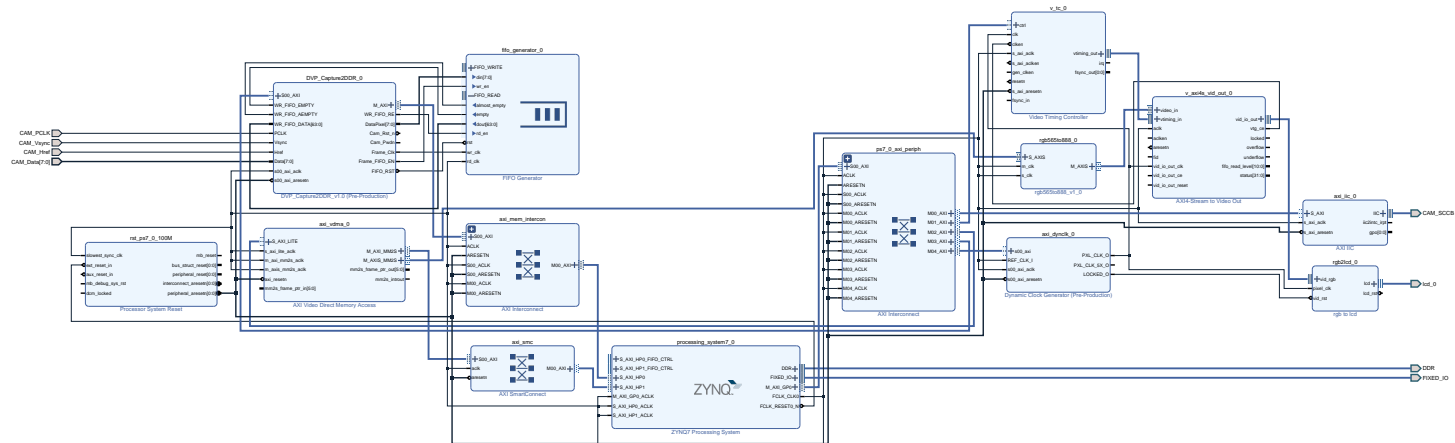 v_tc_0
ctrl
clk
clken
s_axi_aclk
s_axi_aclken
gen_clken
resetn
s_axi_aresetn
fsync_in
vtiming_out
irq
fsync_out[0:0]
Video Timing Controller
fifo_generator_0
FIFO_WRITE
din[7:0]
wr_en
FIFO_READ
almost_empty
empty
dout[63:0]
rd_en
rst
wr_clk
rd_clk
FIFO Generator
DVP_Capture2DDR_0
S00_AXI
WR_FIFO_EMPTY
WR_FIFO_AEMPTY
WR_FIFO_DATA[63:0]
PCLK
Vsync
Href
Data[7:0]
s00_axi_aclk
s00_axi_aresetn
M_AXI
WR_FIFO_RE
DataPixel[7:0]
Cam_Rst_n
Cam_Pwdn
Frame_Clk
Frame_FIFO_EN
FIFO_RST
DVP_Capture2DDR_v1.0 (Pre-Production)
CAM_PCLK
CAM_Vsync
CAM_Href
CAM_Data[7:0]
v_axi4s_vid_out_0
video_in
vtiming_in
aclk
aclken
aresetn
fid
vid_io_out_clk
vid_io_out_ce
vid_io_out_reset
vid_io_out
vtg_ce
locked
overflow
underflow
fifo_read_level[10:0]
status[31:0]
AXI4-Stream to Video Out
rgb565to888_0
S_AXIS
m_clk
s_clk
M_AXIS
rgb565to888_v1_0
ps7_0_axi_periph
S00_AXI
ACLK
ARESETN
S00_ACLK
S00_ARESETN
M00_ACLK
M00_ARESETN
M01_ACLK
M01_ARESETN
M02_ACLK
M02_ARESETN
M03_ACLK
M03_ARESETN
M04_ACLK
M04_ARESETN
M00_AXI
M01_AXI
M02_AXI
M03_AXI
M04_AXI
AXI Interconnect
axi_iic_0
S_AXI
s_axi_aclk
s_axi_aresetn
IIC
iic2intc_irpt
gpo[0:0]
AXI IIC
CAM_SCCB
axi_vdma_0
S_AXI_LITE
s_axi_lite_aclk
m_axi_mm2s_aclk
m_axis_mm2s_aclk
axi_resetn
mm2s_frame_ptr_in[5:0]
M_AXI_MM2S
M_AXIS_MM2S
mm2s_frame_ptr_out[5:0]
mm2s_introut
AXI Video Direct Memory Access
axi_mem_intercon
S00_AXI
ACLK
ARESETN
S00_ACLK
S00_ARESETN
M00_ACLK
M00_ARESETN
M00_AXI
AXI Interconnect
rst_ps7_0_100M
slowest_sync_clk
ext_reset_in
aux_reset_in
mb_debug_sys_rst
dcm_locked
mb_reset
bus_struct_reset[0:0]
peripheral_reset[0:0]
interconnect_aresetn[0:0]
peripheral_aresetn[0:0]
Processor System Reset
axi_dynclk_0
s00_axi
REF_CLK_I
s00_axi_aclk
s00_axi_aresetn
PXL_CLK_O
PXL_CLK_5X_O
LOCKED_O
Dynamic Clock Generator (Pre-Production)
rgb2lcd_0
vid_rgb
pixel_clk
vid_rst
lcd
lcd_rst
rgb to lcd
lcd_0
axi_smc
S00_AXI
aclk
aresetn
M00_AXI
AXI SmartConnect
processing_system7_0
S_AXI_HP0_FIFO_CTRL
S_AXI_HP1_FIFO_CTRL
S_AXI_HP0
S_AXI_HP1
M_AXI_GP0_ACLK
S_AXI_HP0_ACLK
S_AXI_HP1_ACLK
ZYNQ
DDR
FIXED_IO
M_AXI_GP0
FCLK_CLK0
FCLK_RESET0_N
ZYNQ7 Processing System
DDR
FIXED_IO